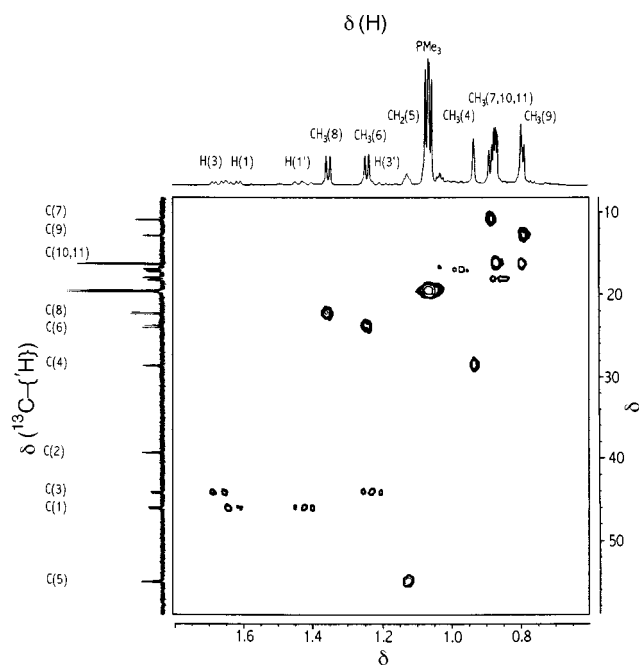 δ (H)
PMe₃
CH₃(7,10,11)
CH₂(5) CH₃(4) CH₃(9)
CH₃(8) CH₃(6)
H(3) H(1) H(1') H(3')
C(7)
C(9)
C(10,11)
C(8)
C(6)
C(4)
C(2)
C(3)
C(1)
C(5)
δ (¹³C–{'H})
10
20
30
40
50
δ
1.6 1.4 1.2 1.0 0.8
δ